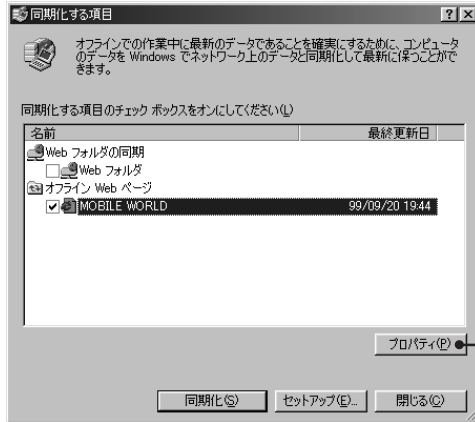 同期化する項目
オフラインでの作業中に最新のデータであることを確実にするために、コンピュータ
のデータを Windows でネットワーク上のデータと同期化して最新に保つことがで
きます。
同期化する項目のチェック ボックスをオンにしてください(L)
名前 最終更新日
Web フォルダの同期
Web フォルダ
オフライン Web ページ
MOBILE WORLD 99/09/20 19:44
プロパティ(P)
同期化(S) セットアップ(E)... 閉じる(C)